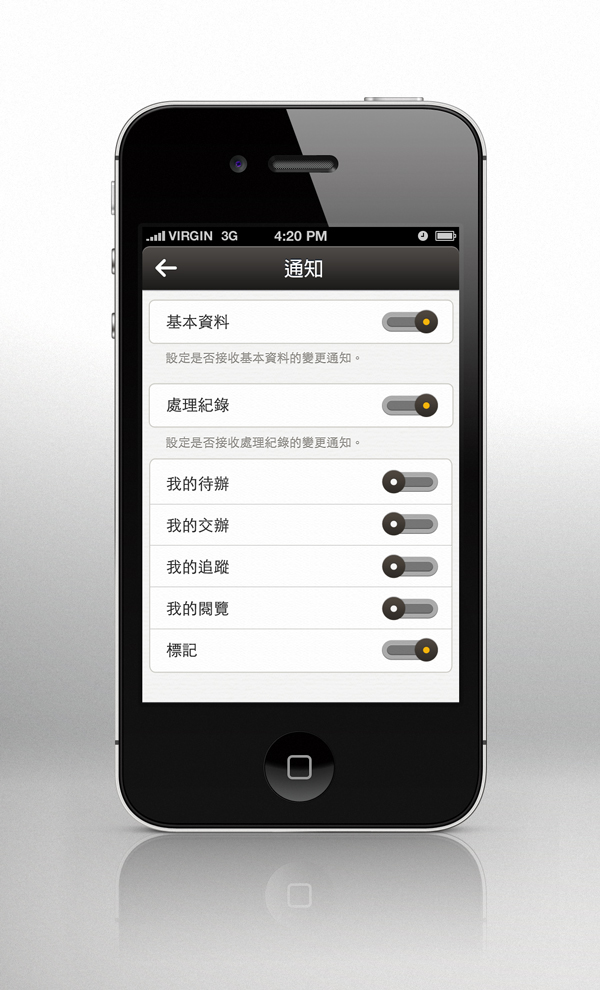 VIRGIN 3G 4:20 PM
通知
基本資料
設定是否接收基本資料的變更通知。
處理紀錄
設定是否接收處理紀錄的變更通知。
我的待辦
我的交辦
我的追蹤
我的閱覽
標記